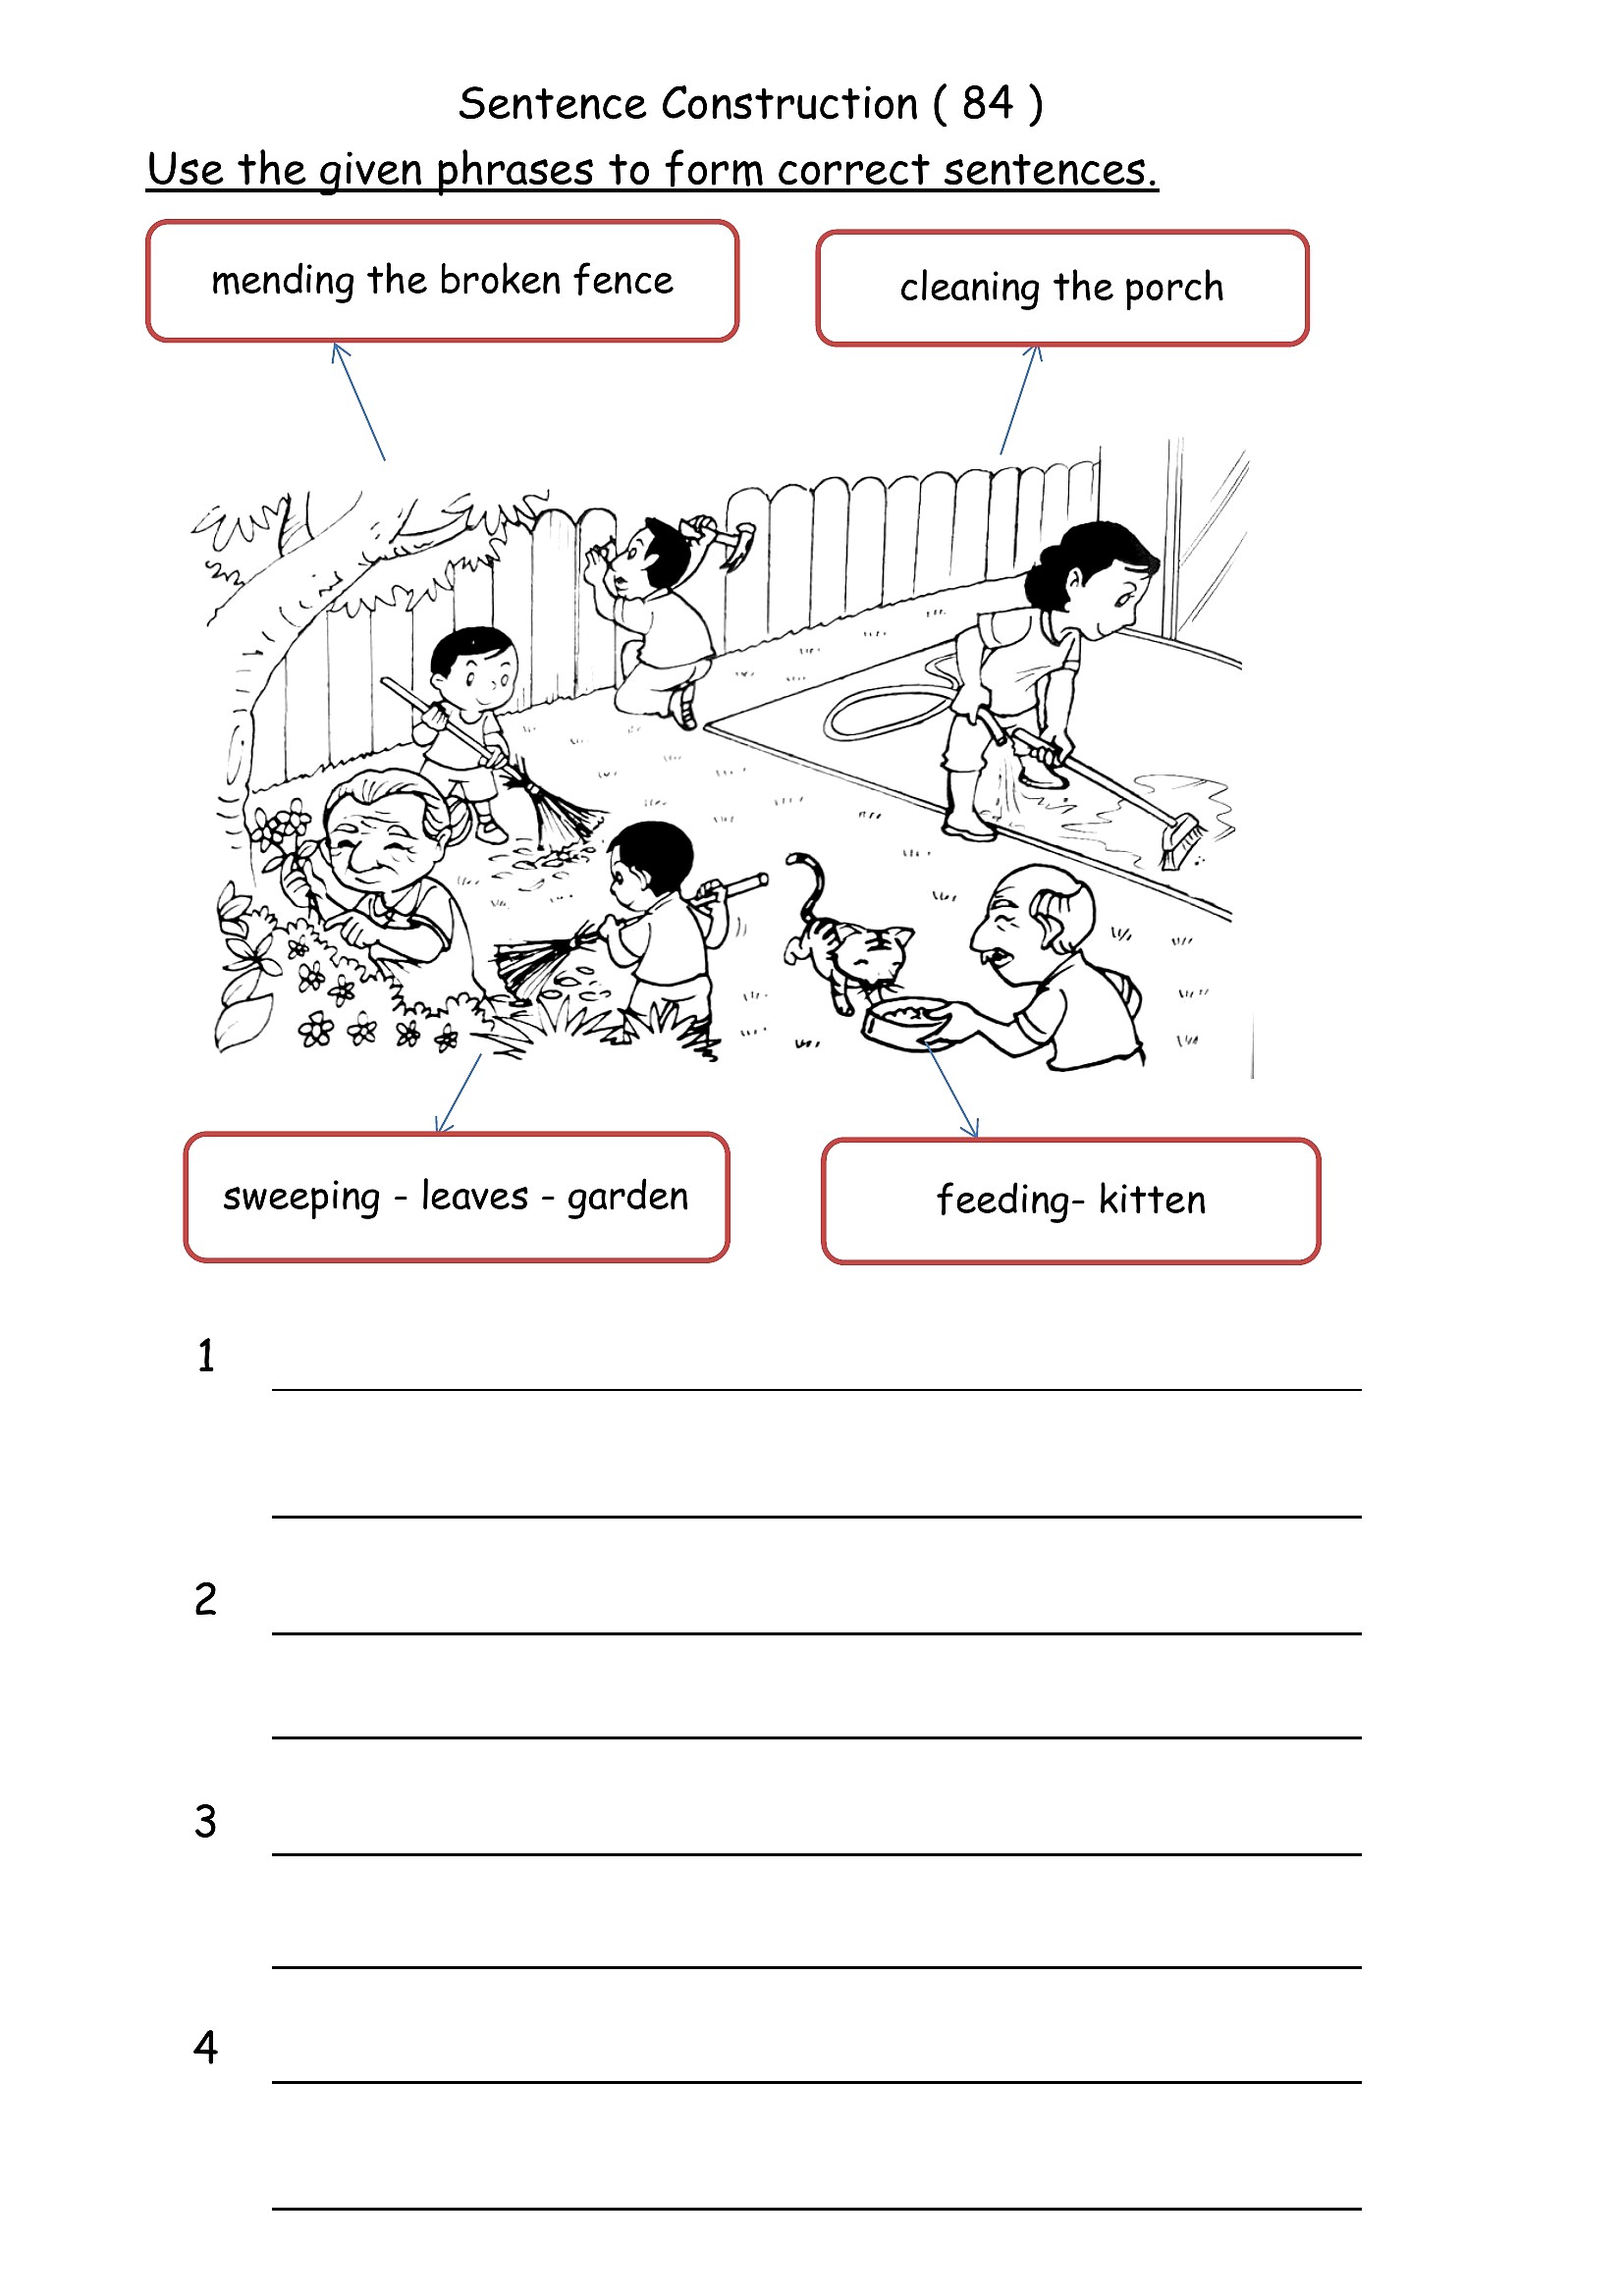 Sentence Construction ( 84 )
Use the given phrases to form correct sentences.
mending the broken fence
cleaning the porch
sweeping - leaves - garden
feeding- kitten
1
2
3
4